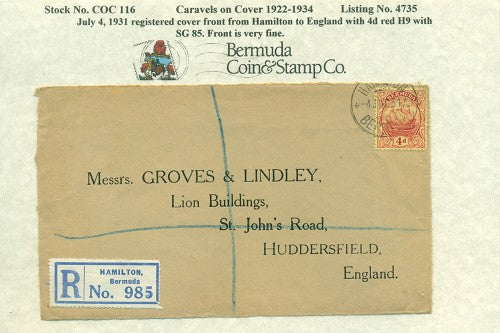 Stock No. COC 116 Caravels on Cover 1922-1934 Listing No. 4735
July 4, 1931 registered cover front from Hamilton to England with 4d red H9 with
SG 85. Front is very fine.
Bermuda
Coin&Stamp Co.
HAMILTON
BERMUDA
4d
Messrs. GROVES & LINDLEY,
Lion Buildings,
St. John's Road,
HUDDERSFIELD,
England.
HAMILTON,
Bermuda
R No. 985